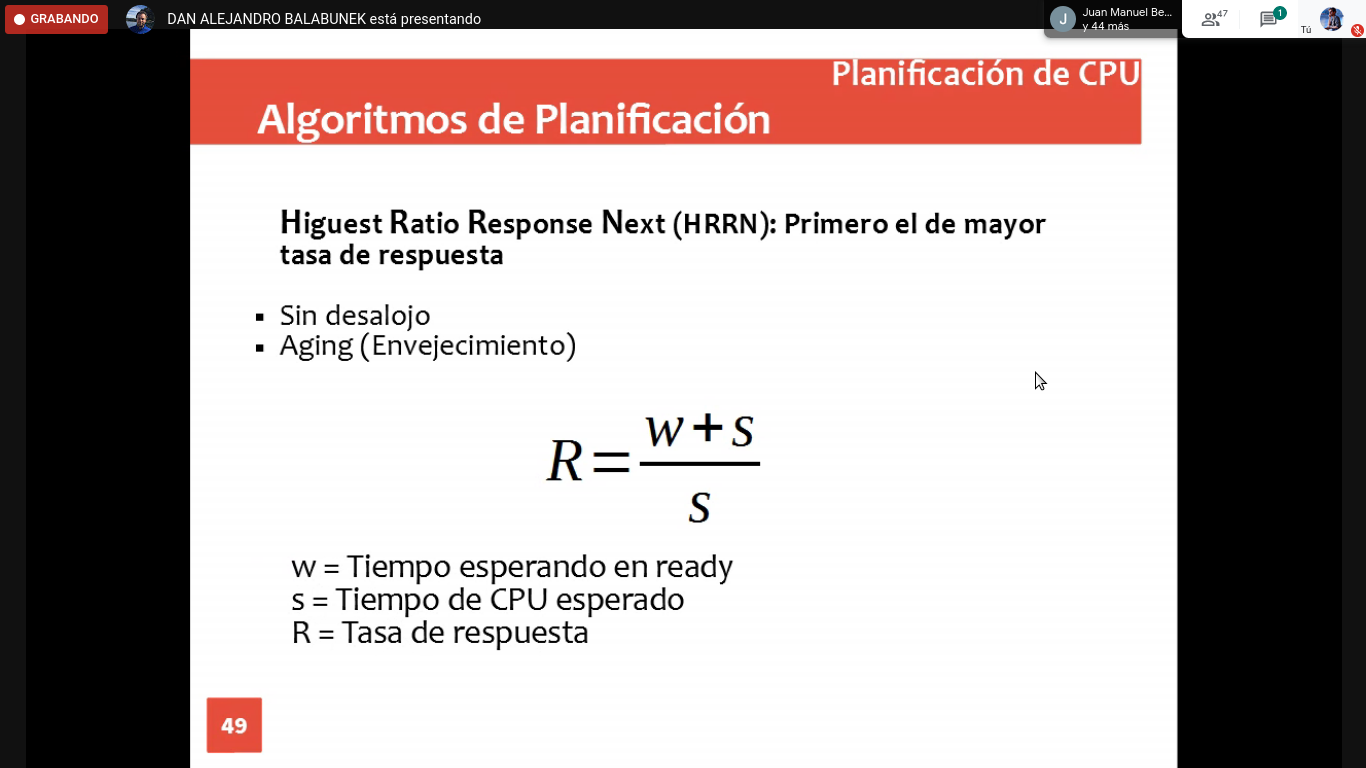 GRABANDO
DAN ALEJANDRO BALABUNEK está presentando
J
Juan Manuel Be...
y 44 más
47
1
Tú
Planificación de CPU
Algoritmos de Planificación
Higuest Ratio Response Next (HRRN): Primero el de mayor
tasa de respuesta
▪ Sin desalojo
▪ Aging (Envejecimiento)
R = (w + s) / s
w = Tiempo esperando en ready
s = Tiempo de CPU esperado
R = Tasa de respuesta
49